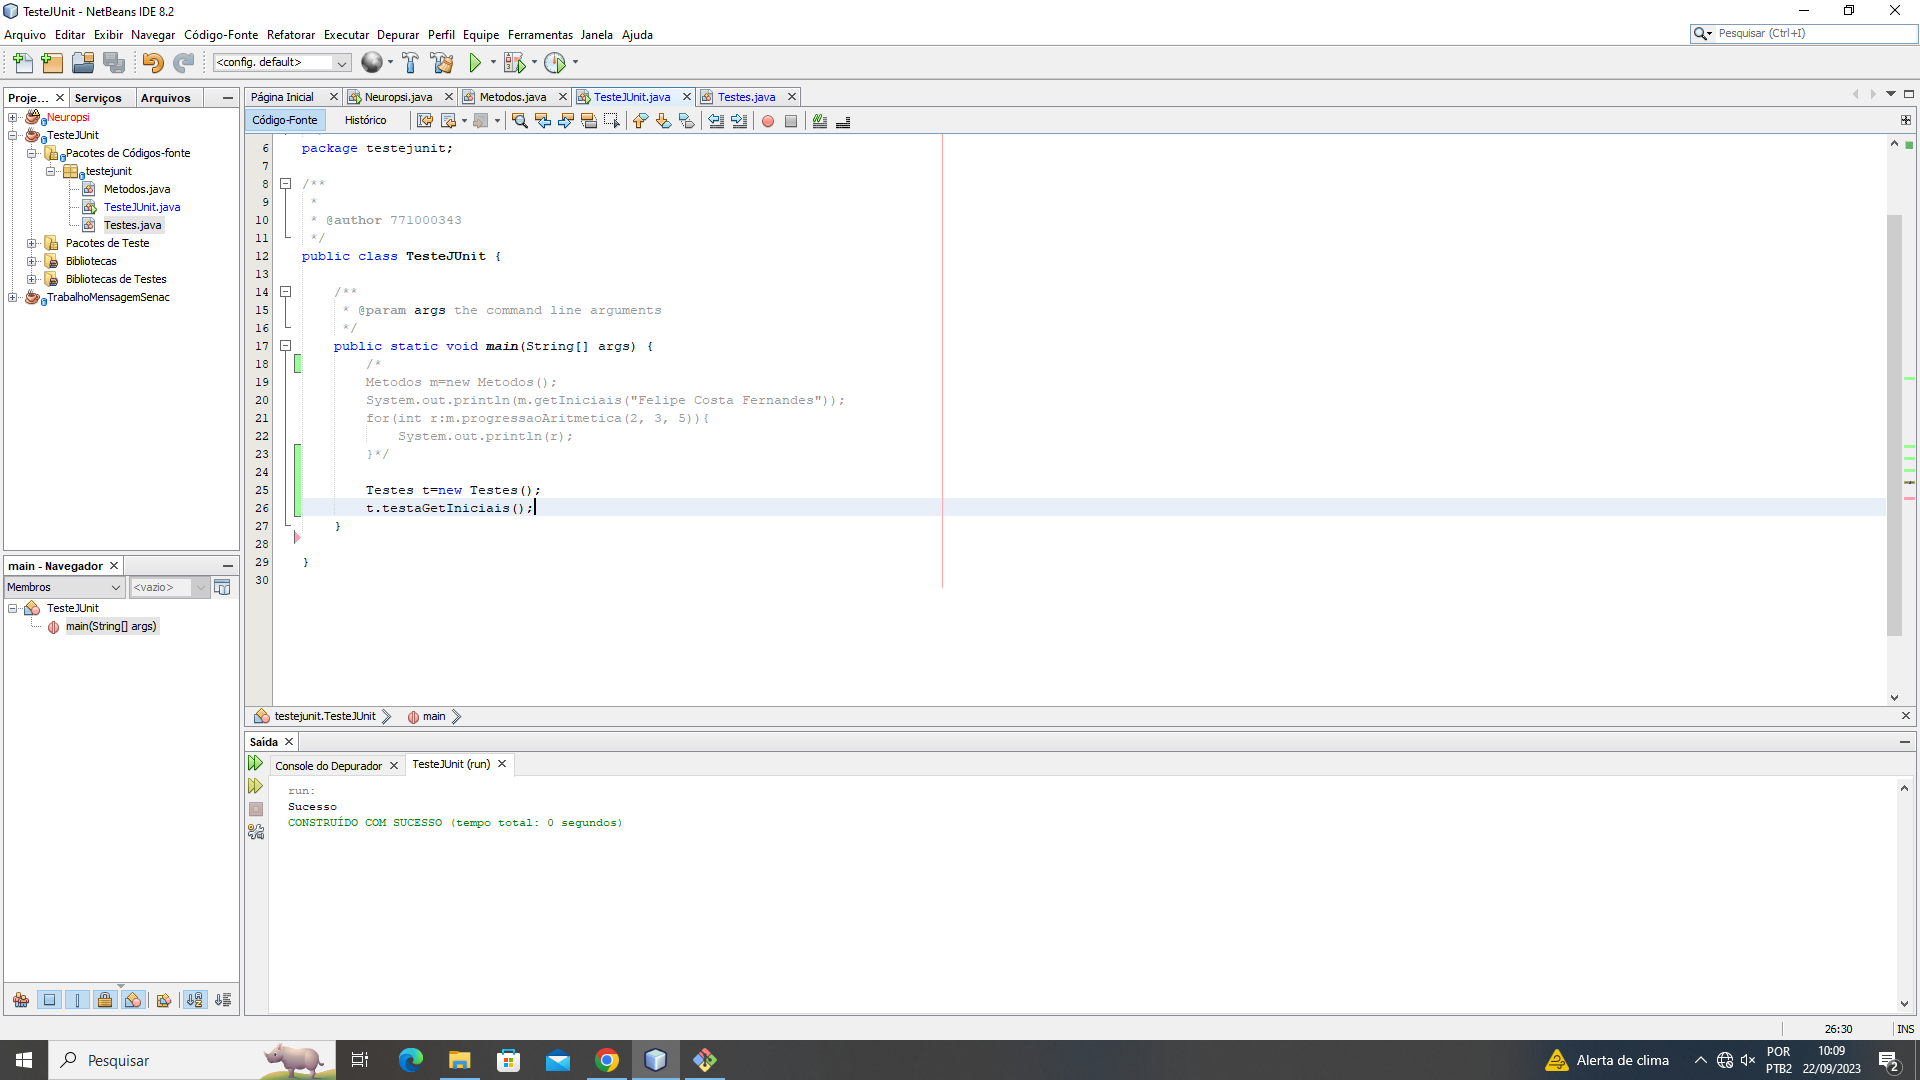 TesteJUnit - NetBeans IDE 8.2
Arquivo Editar Exibir Navegar Código-Fonte Refatorar Executar Depurar Perfil Equipe Ferramentas Janela Ajuda
Pesquisar (Ctrl+I)
<config. default>
Proje... Serviços Arquivos
Neuropsi
TesteJUnit
Pacotes de Códigos-fonte
testejunit
Metodos.java
TesteJUnit.java
Testes.java
Pacotes de Teste
Bibliotecas
Bibliotecas de Testes
TrabalhoMensagemSenac
Página Inicial Neuropsi.java Metodos.java TesteJUnit.java Testes.java
Código-Fonte Histórico
6 package testejunit;
7
8 /**
9 *
10 * @author 771000343
11 */
12 public class TesteJUnit {
13
14 /**
15 * @param args the command line arguments
16 */
17 public static void main(String[] args) {
18 /*
19 Metodos m=new Metodos();
20 System.out.println(m.getIniciais("Felipe Costa Fernandes"));
21 for(int r:m.progressaoAritmetica(2, 3, 5)){
22 System.out.println(r);
23 }*/
24
25 Testes t=new Testes();
26 t.testaGetIniciais();
27 }
28
29 }
30
testejunit.TesteJUnit main
main - Navegador
Membros <vazio>
TesteJUnit
main(String[] args)
Saída
Console do Depurador TesteJUnit (run)
run:
Sucesso
CONSTRUÍDO COM SUCESSO (tempo total: 0 segundos)
26:30 INS
Pesquisar
Alerta de clima
POR
PTB2
10:09
22/09/2023
2